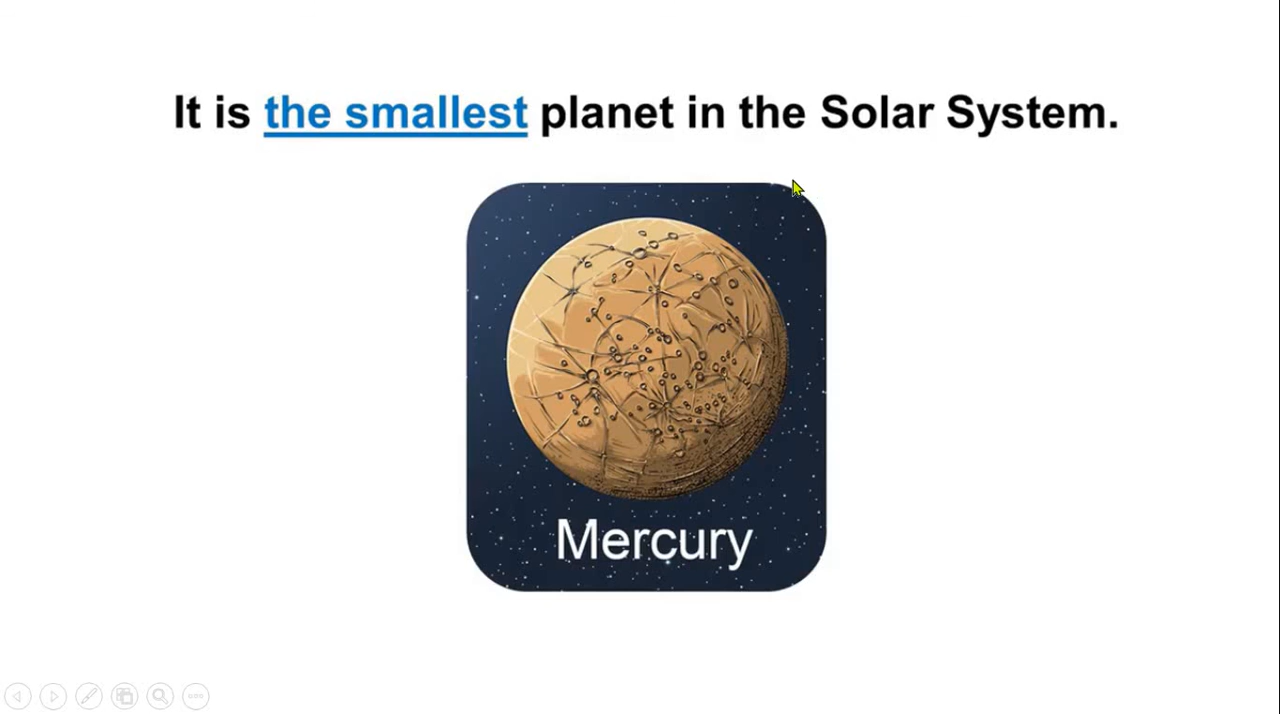 It is the smallest planet in the Solar System.
Mercury